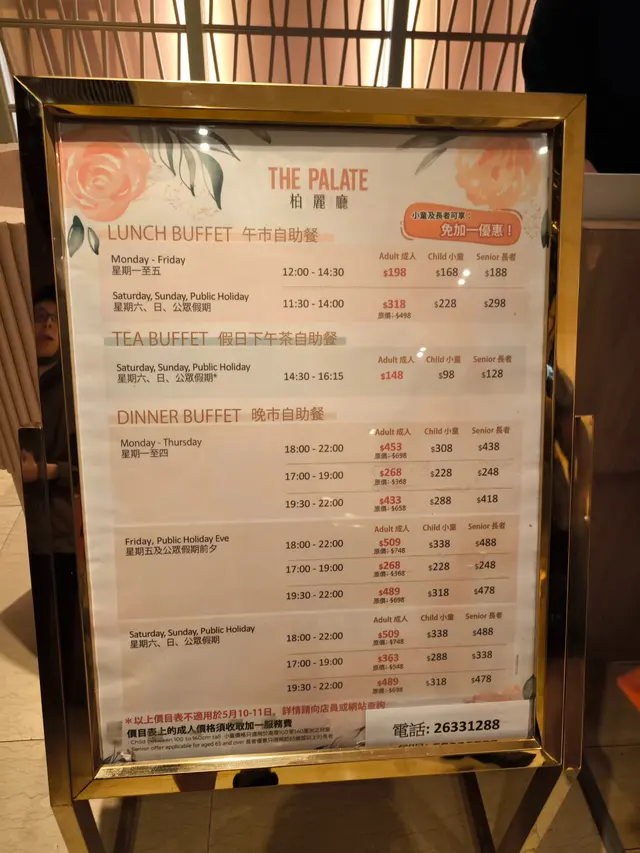 THE PALATE
柏麗廳
小童及長者可享：
免加一優惠！
LUNCH BUFFET 午市自助餐
Adult 成人 Child 小童 Senior 長者
Monday - Friday
星期一至五
12:00 - 14:30 $198 $168 $188
Saturday, Sunday, Public Holiday
星期六、日、公眾假期
11:30 - 14:00 $318 $228 $298
原價：$498
TEA BUFFET 假日下午茶自助餐
Adult 成人 Child 小童 Senior 長者
Saturday, Sunday, Public Holiday
星期六、日、公眾假期*
14:30 - 16:15 $148 $98 $128
DINNER BUFFET 晚市自助餐
Adult 成人 Child 小童 Senior 長者
Monday - Thursday
星期一至四
18:00 - 22:00 $453 $308 $438
原價：$698
17:00 - 19:00 $268 $228 $248
原價：$368
19:30 - 22:00 $433 $288 $418
原價：$658
Adult 成人 Child 小童 Senior 長者
Friday, Public Holiday Eve
星期五及公眾假期前夕
18:00 - 22:00 $509 $338 $488
原價：$748
17:00 - 19:00 $268 $228 $248
原價：$368
19:30 - 22:00 $489 $318 $478
原價：$698
Adult 成人 Child 小童 Senior 長者
Saturday, Sunday, Public Holiday
星期六、日、公眾假期
18:00 - 22:00 $509 $338 $488
原價：$748
17:00 - 19:00 $363 $288 $338
原價：$548
19:30 - 22:00 $489 $318 $478
原價：$698
*以上價目表不適用於5月10-11日，詳情請向店員或網站查詢
價目表上的成人價格須收取加一服務費
電話: 26331288